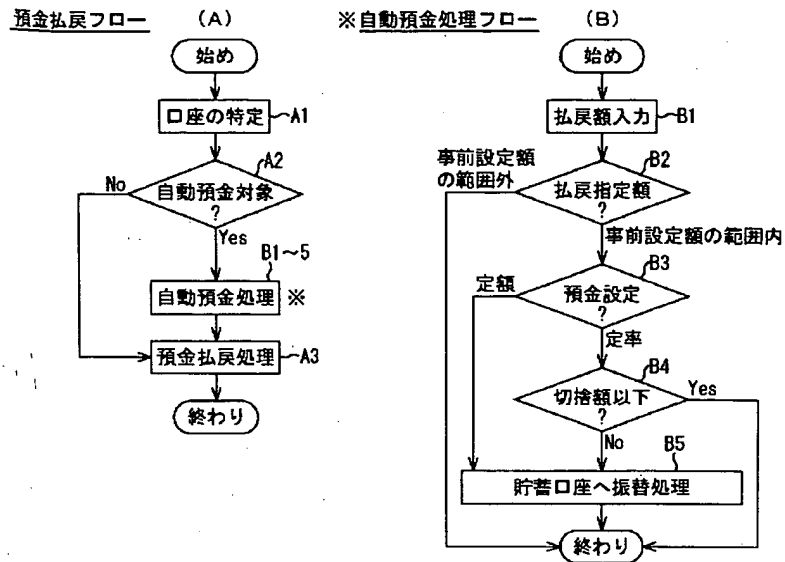 預金払戻フロー (A)
始め
口座の特定 A1
A2
No 自動預金対象
?
Yes
B1～5
自動預金処理 ※
預金払戻処理 A3
終わり
※自動預金処理フロー (B)
始め
払戻額入力 B1
事前設定額
の範囲外
B2
払戻指定額
?
事前設定額の範囲内
B3
定額 預金設定
?
定率
B4
切捨額以下 Yes
?
No
B5
貯蓄口座へ振替処理
終わり